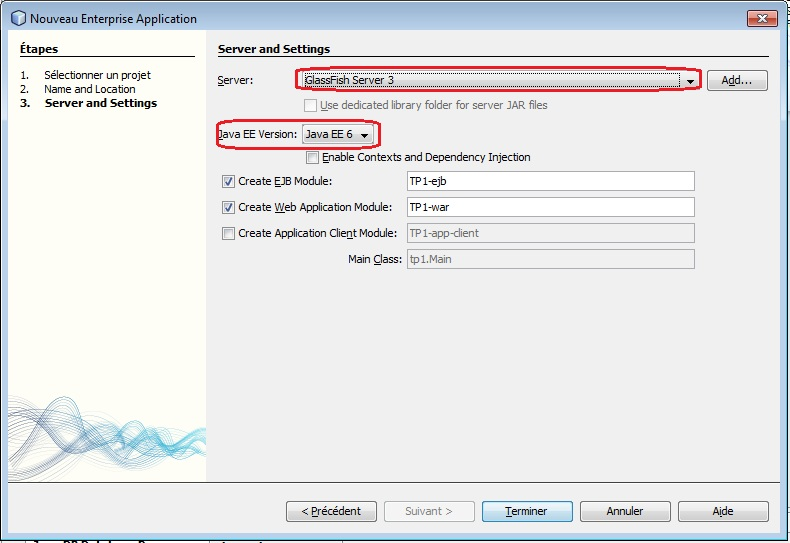 Nouveau Enterprise Application
Étapes
1. Sélectionner un projet
2. Name and Location
3. Server and Settings
Server and Settings
Server: GlassFish Server 3 Add...
Use dedicated library folder for server JAR files
Java EE Version: Java EE 6
Enable Contexts and Dependency Injection
Create EJB Module: TP1-ejb
Create Web Application Module: TP1-war
Create Application Client Module: TP1-app-client
Main Class: tp1.Main
< Précédent Suivant > Terminer Annuler Aide